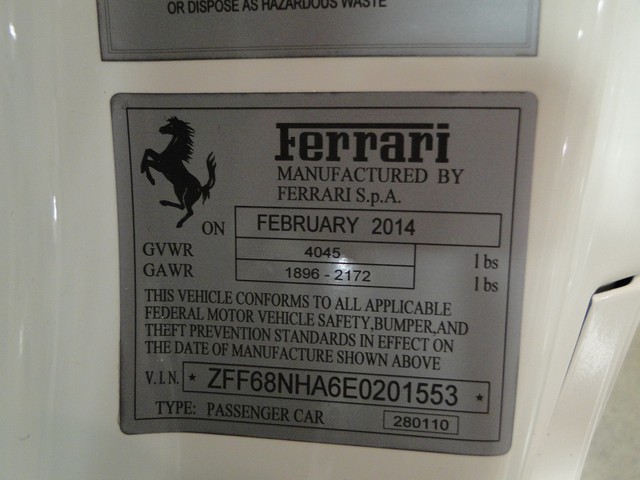 OR DISPOSE AS HAZARDOUS WASTE
Ferrari
MANUFACTURED BY
FERRARI S.p.A.
ON FEBRUARY 2014
GVWR 4045 lbs
GAWR 1896 - 2172 lbs
THIS VEHICLE CONFORMS TO ALL APPLICABLE
FEDERAL MOTOR VEHICLE SAFETY,BUMPER,AND
THEFT PREVENTION STANDARDS IN EFFECT ON
THE DATE OF MANUFACTURE SHOWN ABOVE
V.I.N. * ZFF68NHA6E0201553 *
TYPE: PASSENGER CAR 280110